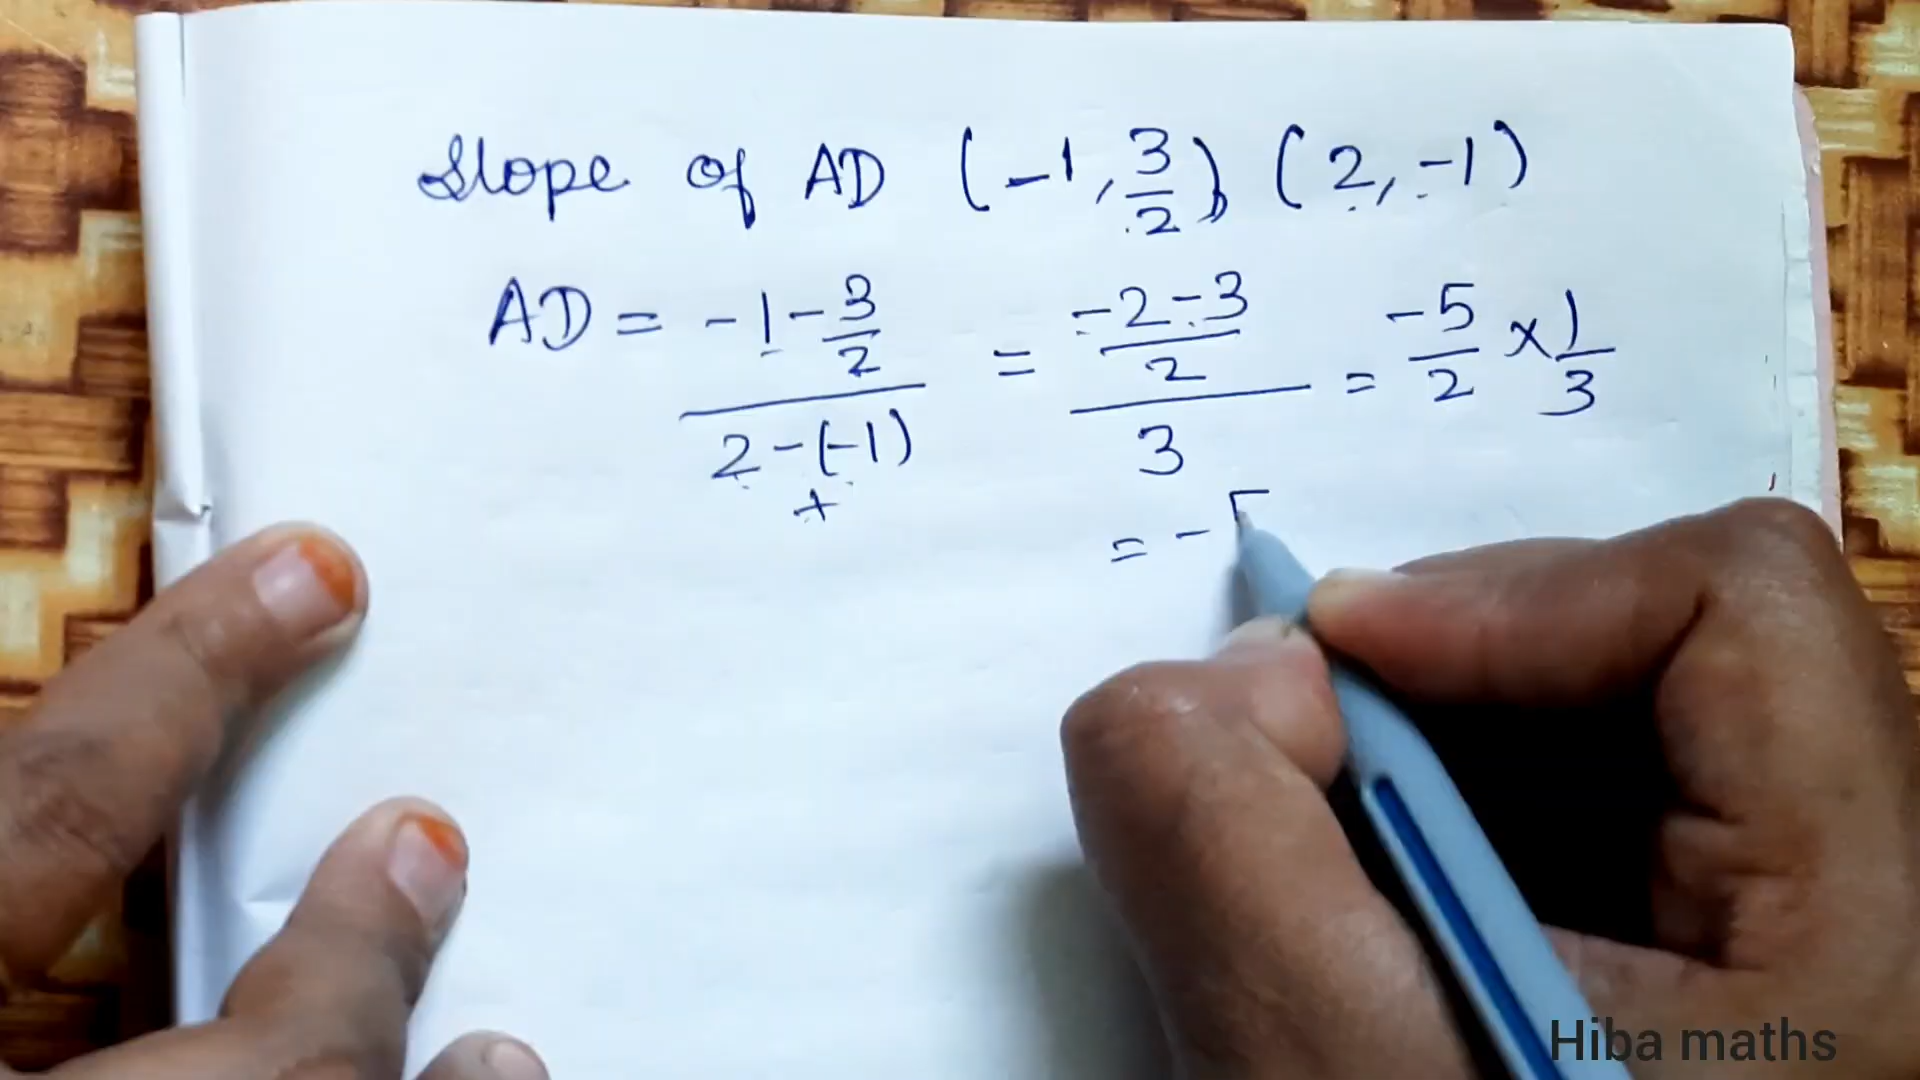 Slope of AD (-1, 3/2), (2, -1)
AD = (-1 - 3/2) / (2 - (-1)) = ((-2 - 3)/2) / 3 = -5/2 × 1/3
+
= - 5
Hiba maths